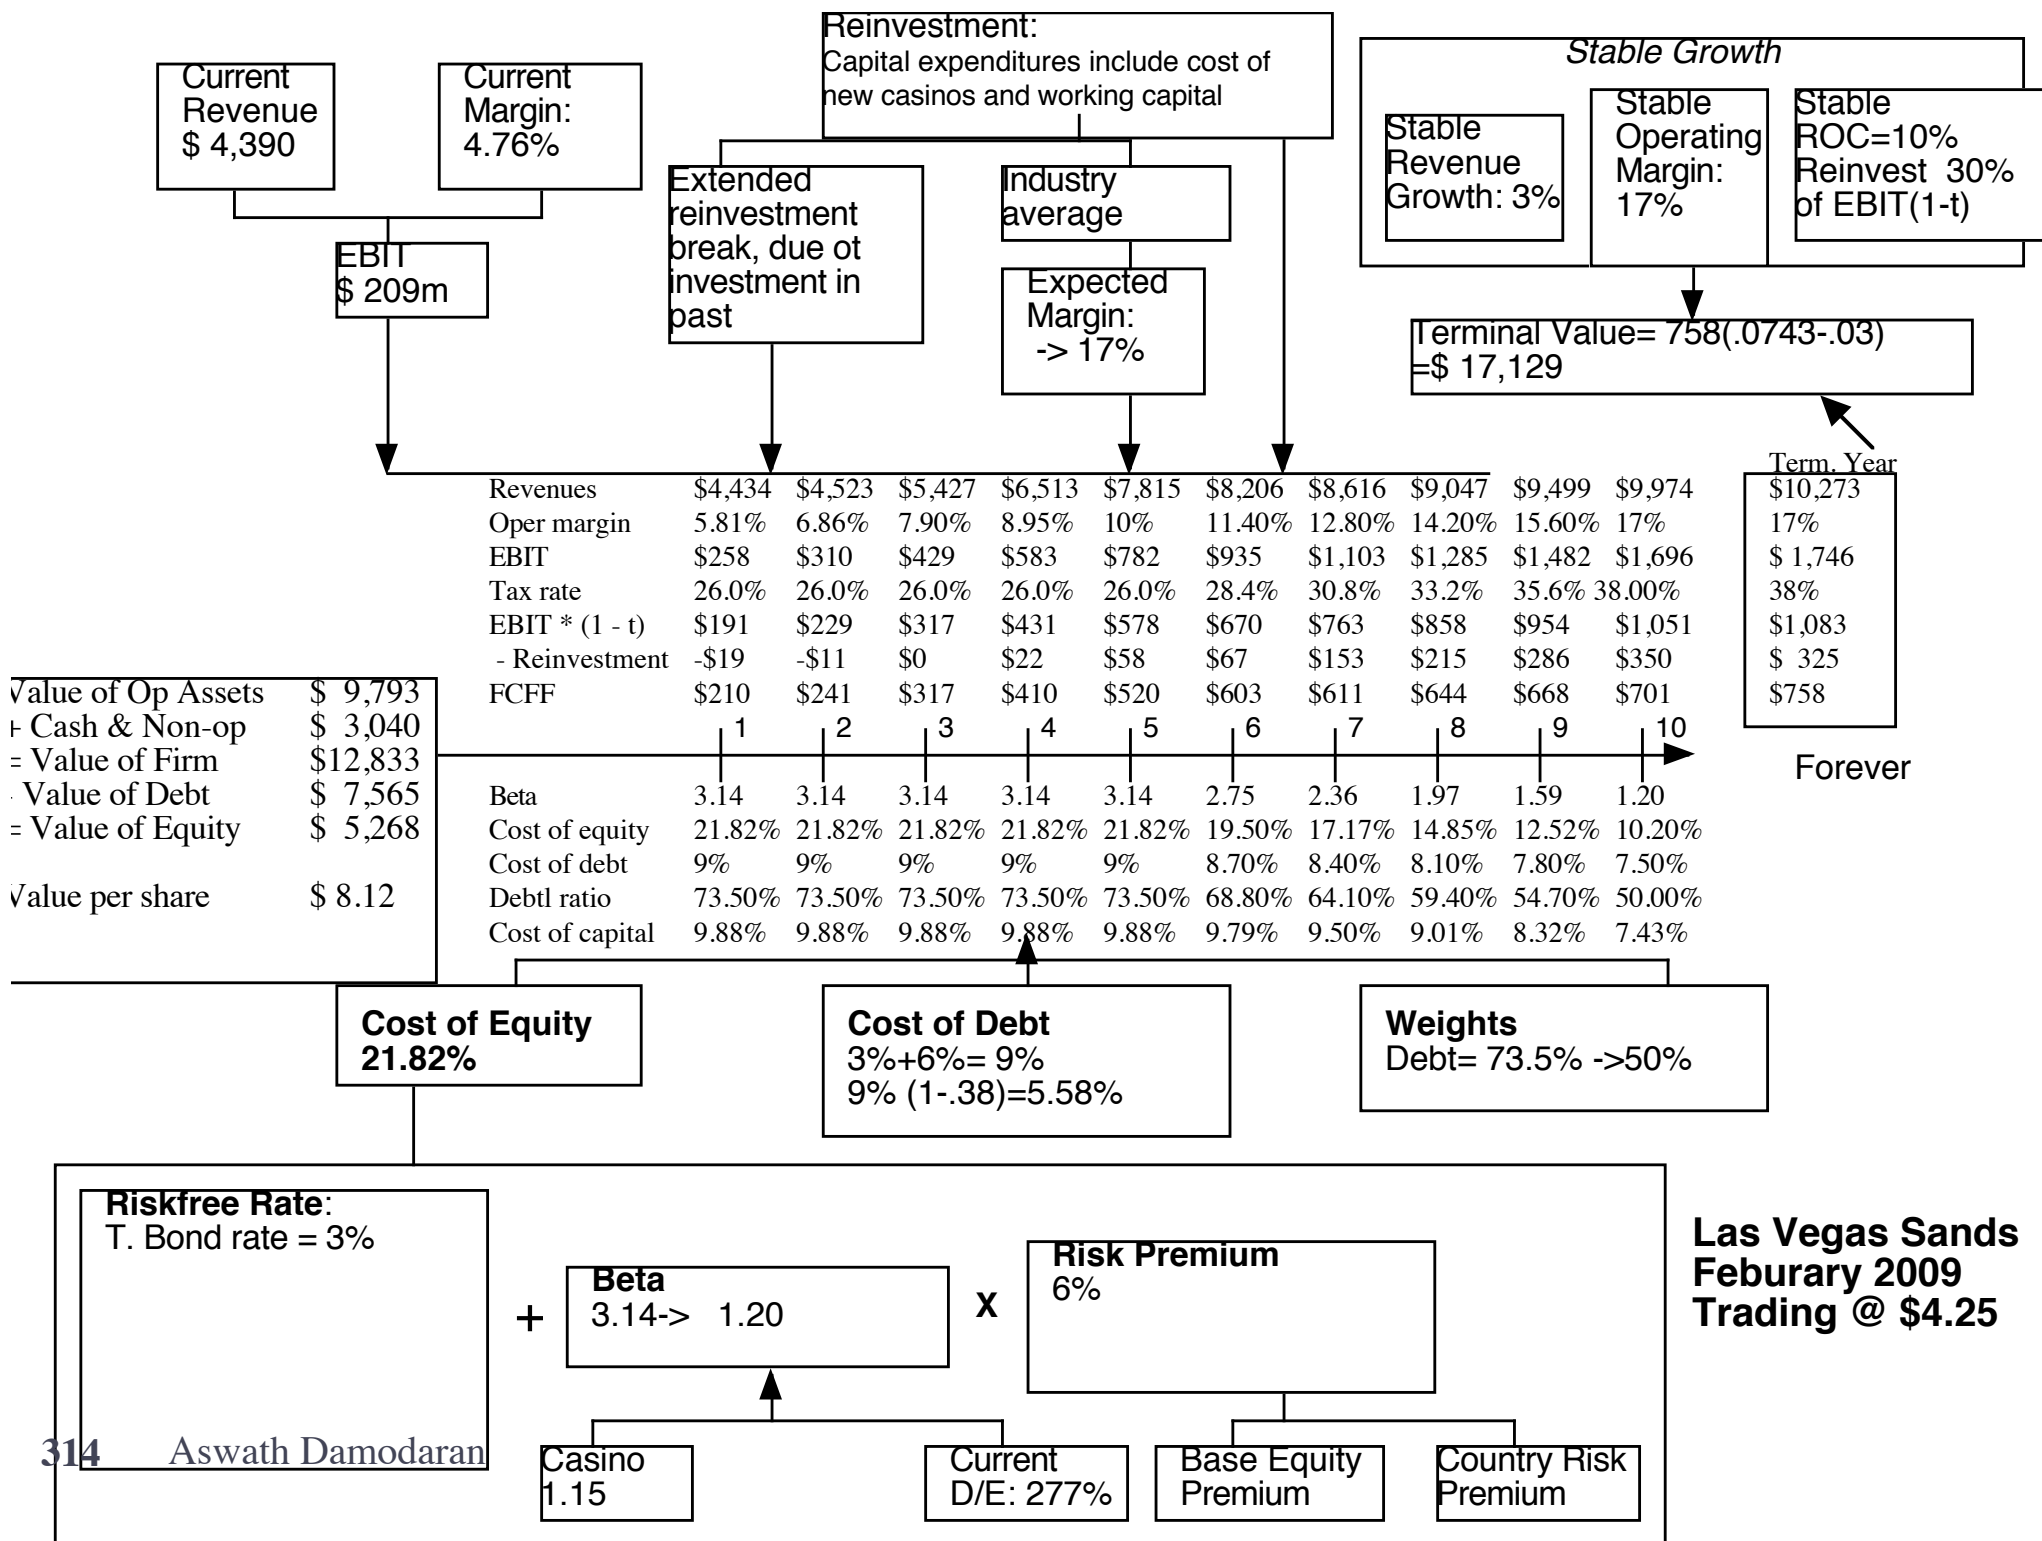 Reinvestment:
Capital expenditures include cost of
new casinos and working capital
Stable Growth
Current
Revenue
$ 4,390
Current
Margin:
4.76%
Stable
Revenue
Growth: 3%
Stable
Operating
Margin:
17%
Stable
ROC=10%
Reinvest 30%
of EBIT(1-t)
Extended
reinvestment
break, due ot
investment in
past
Industry
average
EBIT
$ 209m
Expected
Margin:
-> 17%
Terminal Value= 758(.0743-.03)
=$ 17,129
Term. Year
Revenues $4,434 $4,523 $5,427 $6,513 $7,815 $8,206 $8,616 $9,047 $9,499 $9,974 $10,273
Oper margin 5.81% 6.86% 7.90% 8.95% 10% 11.40% 12.80% 14.20% 15.60% 17% 17%
EBIT $258 $310 $429 $583 $782 $935 $1,103 $1,285 $1,482 $1,696 $ 1,746
Tax rate 26.0% 26.0% 26.0% 26.0% 26.0% 28.4% 30.8% 33.2% 35.6% 38.00% 38%
EBIT * (1 - t) $191 $229 $317 $431 $578 $670 $763 $858 $954 $1,051 $1,083
- Reinvestment -$19 -$11 $0 $22 $58 $67 $153 $215 $286 $350 $ 325
FCFF $210 $241 $317 $410 $520 $603 $611 $644 $668 $701 $758
1 2 3 4 5 6 7 8 9 10
Forever
Value of Op Assets $ 9,793
+ Cash & Non-op $ 3,040
= Value of Firm $12,833
- Value of Debt $ 7,565
= Value of Equity $ 5,268
Value per share $ 8.12
Beta 3.14 3.14 3.14 3.14 3.14 2.75 2.36 1.97 1.59 1.20
Cost of equity 21.82% 21.82% 21.82% 21.82% 21.82% 19.50% 17.17% 14.85% 12.52% 10.20%
Cost of debt 9% 9% 9% 9% 9% 8.70% 8.40% 8.10% 7.80% 7.50%
Debtl ratio 73.50% 73.50% 73.50% 73.50% 73.50% 68.80% 64.10% 59.40% 54.70% 50.00%
Cost of capital 9.88% 9.88% 9.88% 9.88% 9.88% 9.79% 9.50% 9.01% 8.32% 7.43%
Cost of Equity
21.82%
Cost of Debt
3%+6%= 9%
9% (1-.38)=5.58%
Weights
Debt= 73.5% ->50%
Riskfree Rate:
T. Bond rate = 3%
+
Beta
3.14-> 1.20
X
Risk Premium
6%
Las Vegas Sands
Feburary 2009
Trading @ $4.25
Casino
1.15
Current
D/E: 277%
Base Equity
Premium
Country Risk
Premium
314 Aswath Damodaran